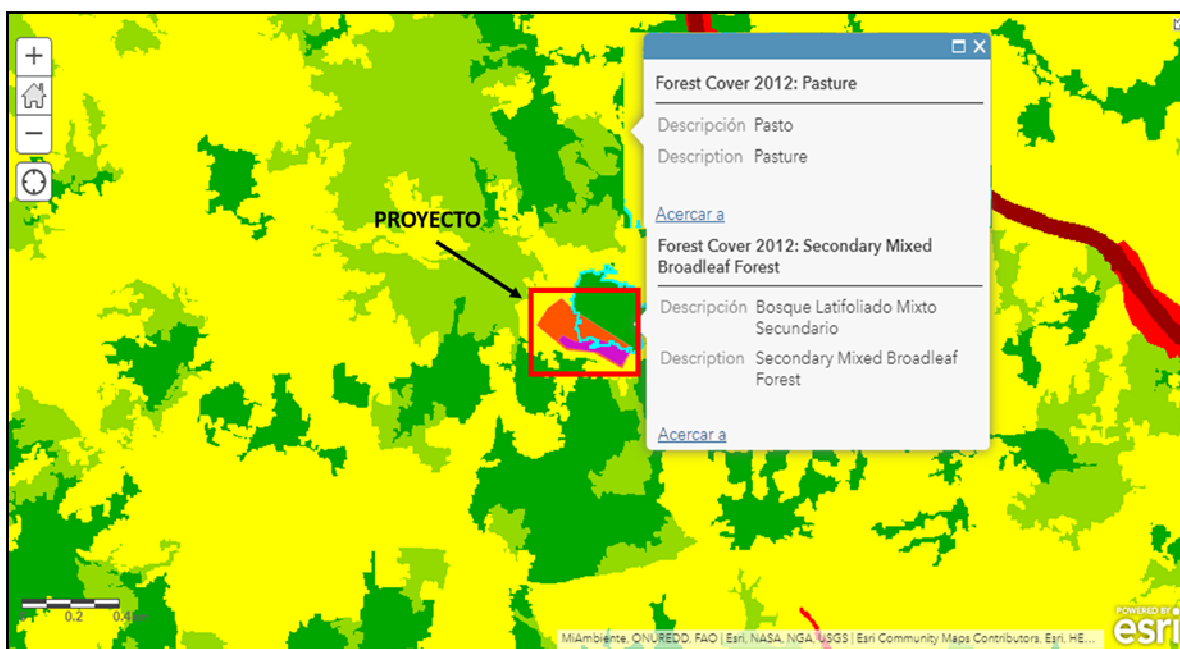 +
−
PROYECTO
Forest Cover 2012: Pasture
Descripción Pasto
Description Pasture
Acercar a
Forest Cover 2012: Secondary Mixed
Broadleaf Forest
Descripción Bosque Latifoliado Mixto
Secundario
Description Secondary Mixed Broadleaf
Forest
Acercar a
0.2
MiAmbiente, ONUREDD, FAO | Esri, NASA, NGA, USGS | Esri Community Maps Contributors, Esri, HE...
POWERED BY
esri